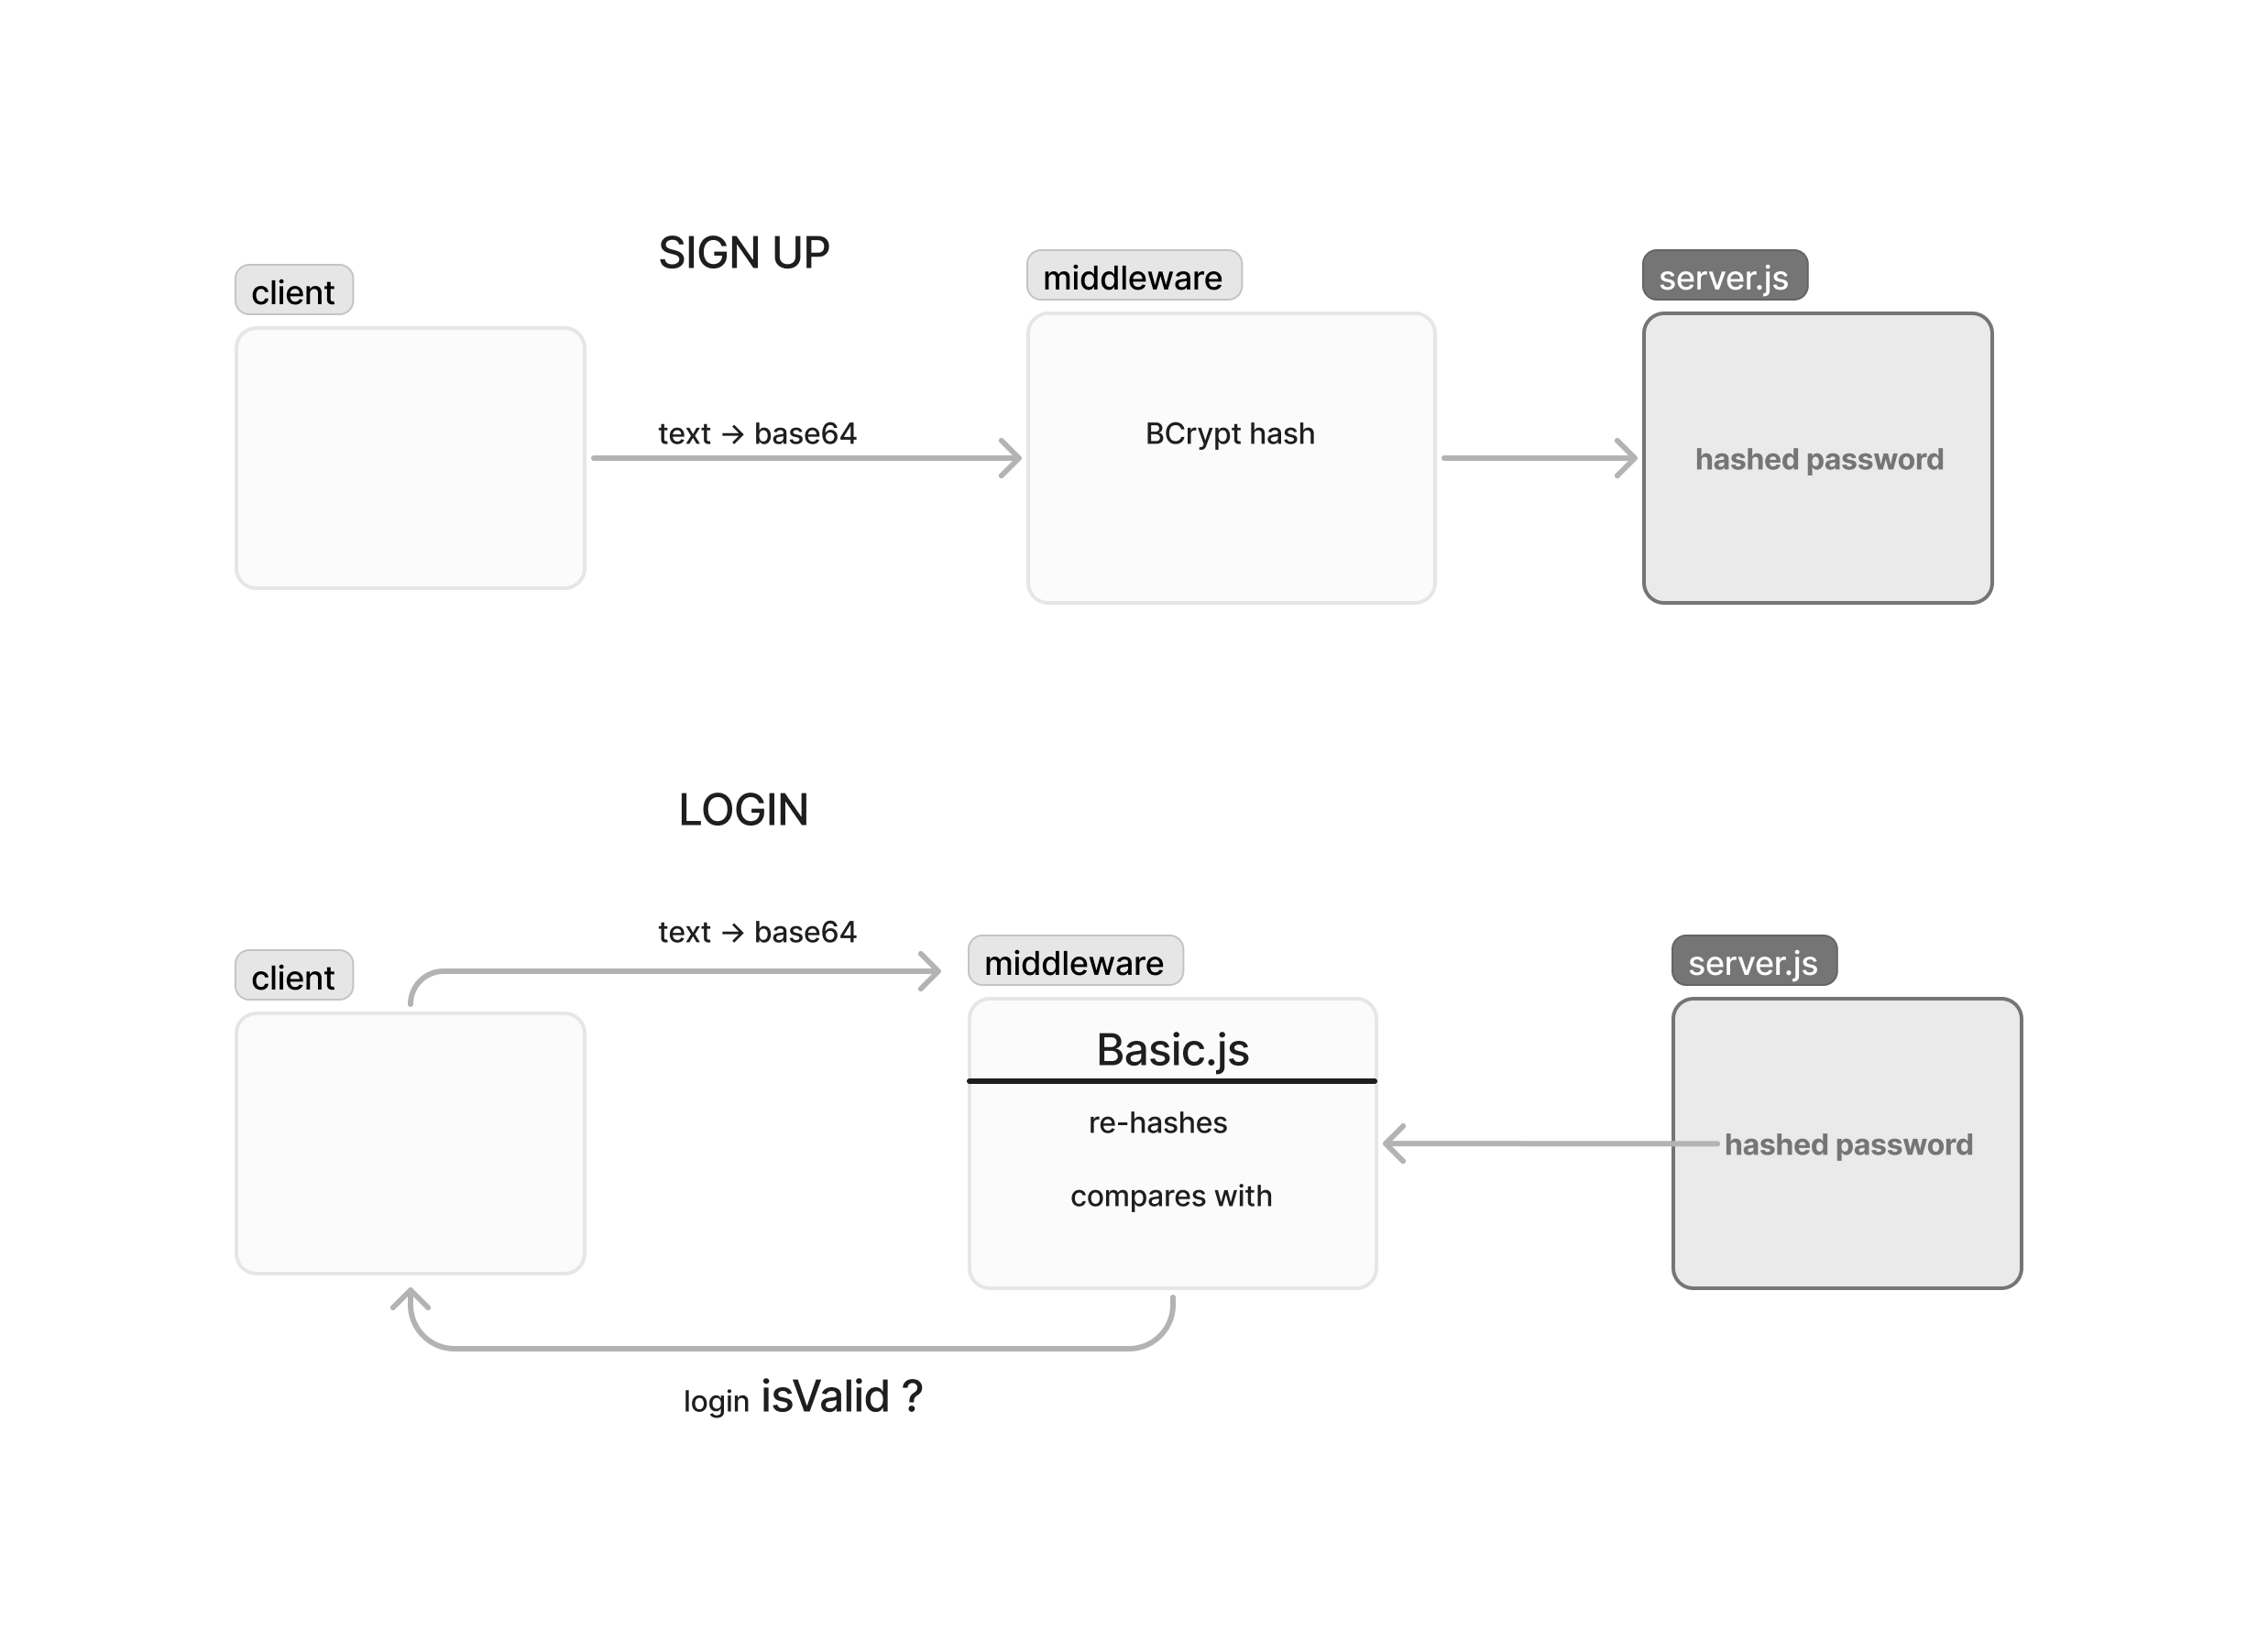 SIGN UP
client
middleware
server.js
text → base64
BCrypt hash
hashed password
LOGIN
text → base64
client
middleware
server.js
Basic.js
re-hashes
hashed password
compares with
login isValid ?